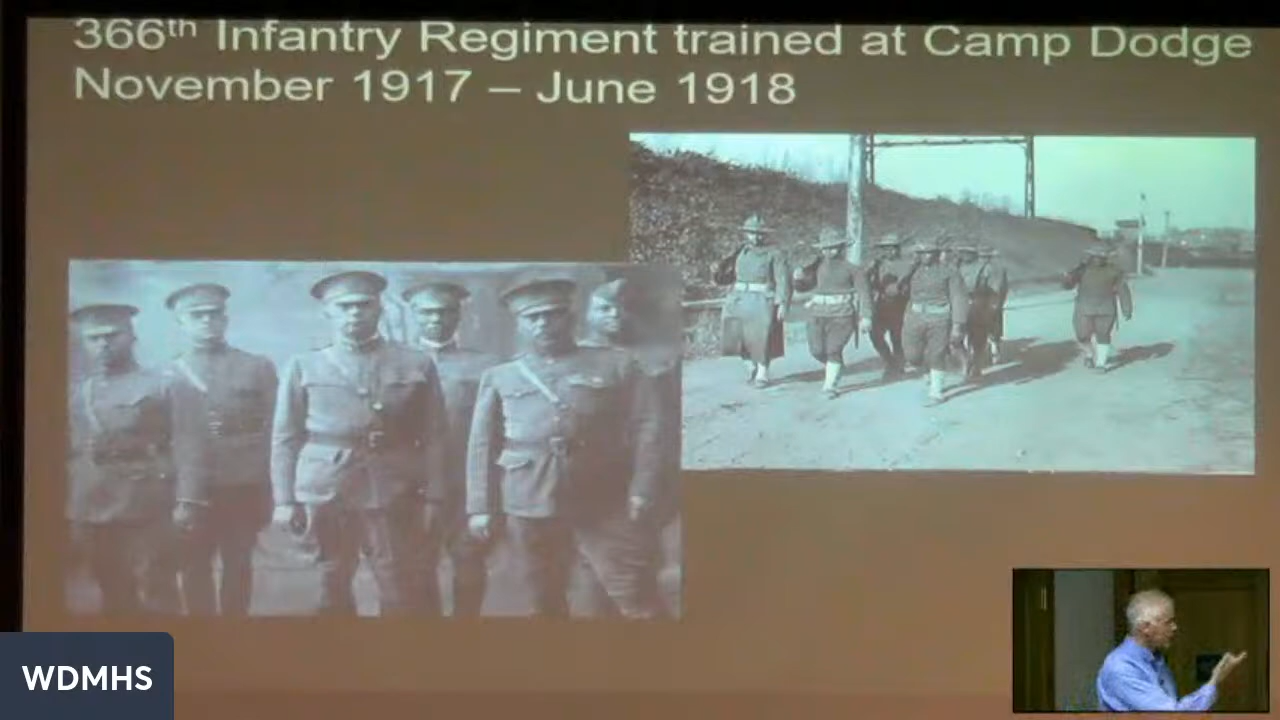 366th Infantry Regiment trained at Camp Dodge
November 1917 – June 1918
WDMHS